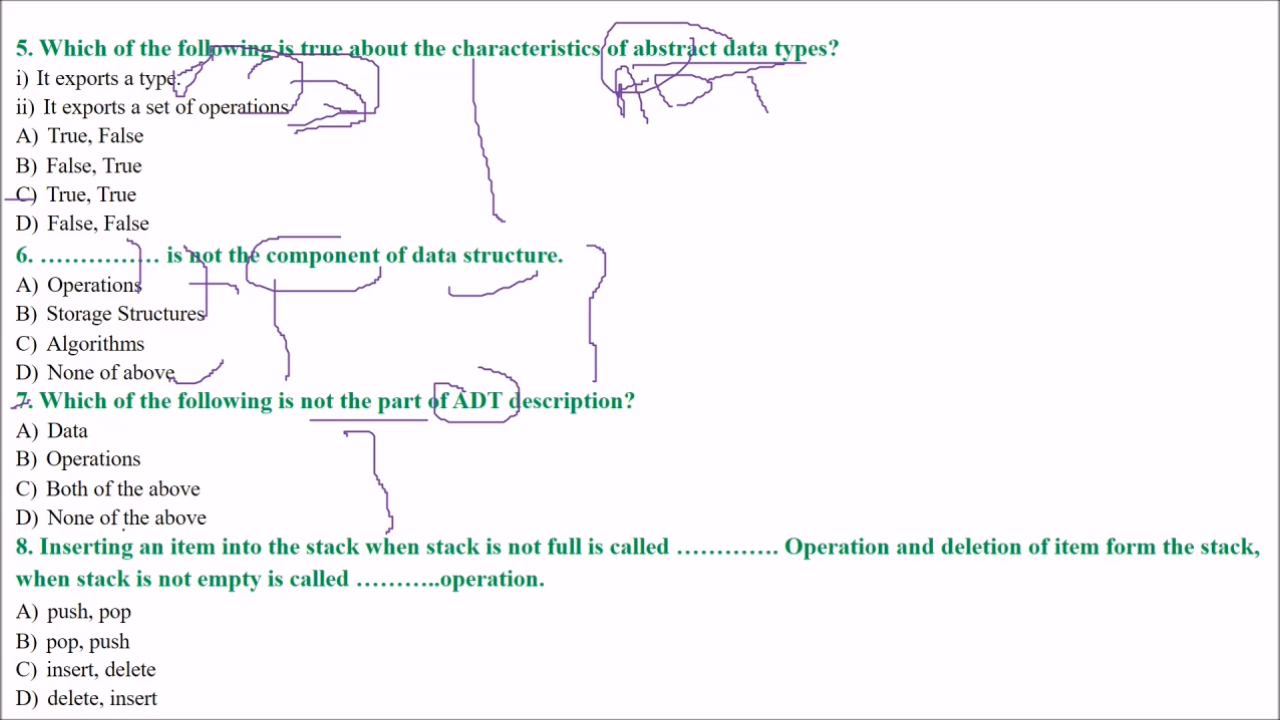 5. Which of the following is true about the characteristics of abstract data types?
i) It exports a type.
ii) It exports a set of operations
A) True, False
B) False, True
C) True, True
D) False, False
6. …………… is not the component of data structure.
A) Operations
B) Storage Structures
C) Algorithms
D) None of above
7. Which of the following is not the part of ADT description?
A) Data
B) Operations
C) Both of the above
D) None of the above
8. Inserting an item into the stack when stack is not full is called …………. Operation and deletion of item form the stack,
when stack is not empty is called ………..operation.
A) push, pop
B) pop, push
C) insert, delete
D) delete, insert